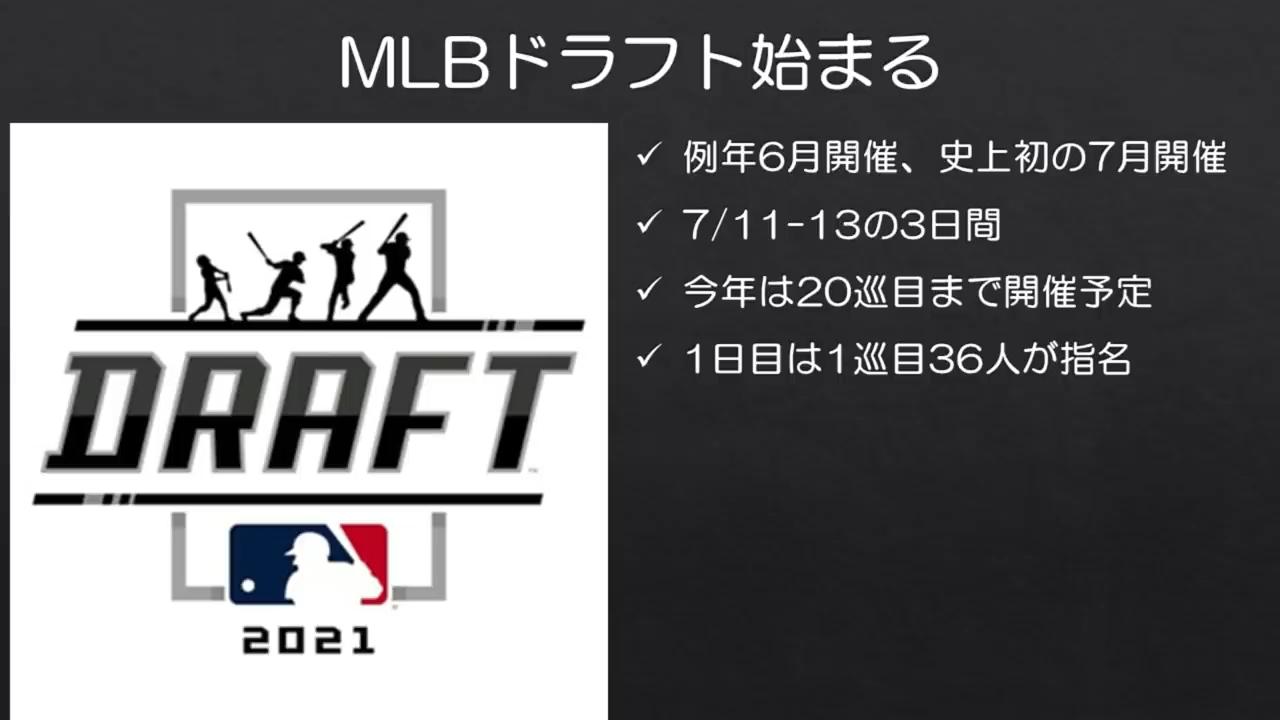 MLBドラフト始まる
例年6月開催、史上初の7月開催
7/11-13の3日間
今年は20巡目まで開催予定
1日目は1巡目36人が指名
DRAFT
2021